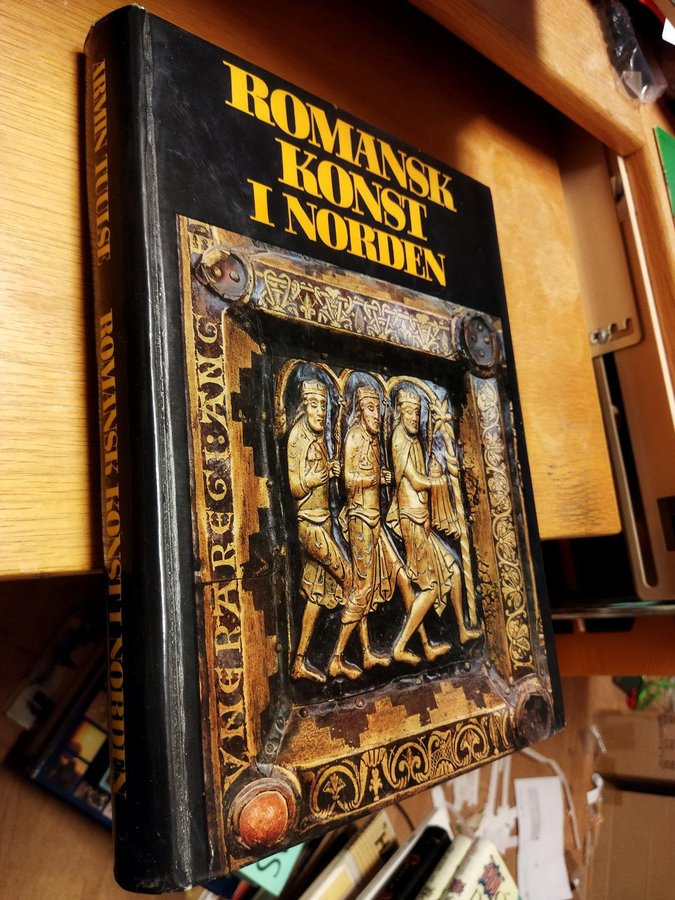 ROMANSK
KONST
I NORDEN
ARMIN TUULSE ROMANSK KONST I NORDEN